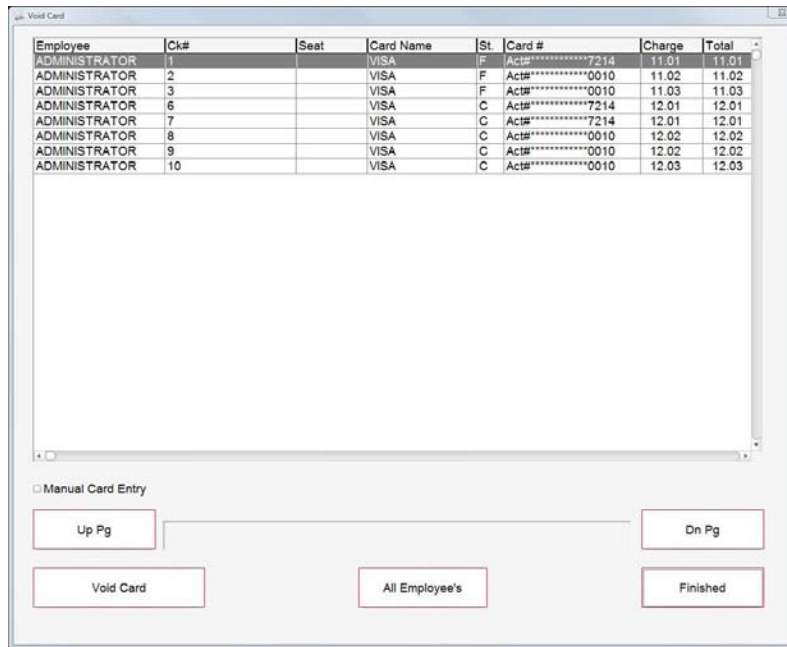 Void Card
Employee Ck# Seat Card Name St. Card # Charge Total
ADMINISTRATOR 1 VISA F Act#************7214 11.01 11.01
ADMINISTRATOR 2 VISA F Act#************0010 11.02 11.02
ADMINISTRATOR 3 VISA F Act#************0010 11.03 11.03
ADMINISTRATOR 6 VISA C Act#************7214 12.01 12.01
ADMINISTRATOR 7 VISA C Act#************7214 12.01 12.01
ADMINISTRATOR 8 VISA C Act#************0010 12.02 12.02
ADMINISTRATOR 9 VISA C Act#************0010 12.02 12.02
ADMINISTRATOR 10 VISA C Act#************0010 12.03 12.03
Manual Card Entry
Up Pg Dn Pg
Void Card All Employee's Finished